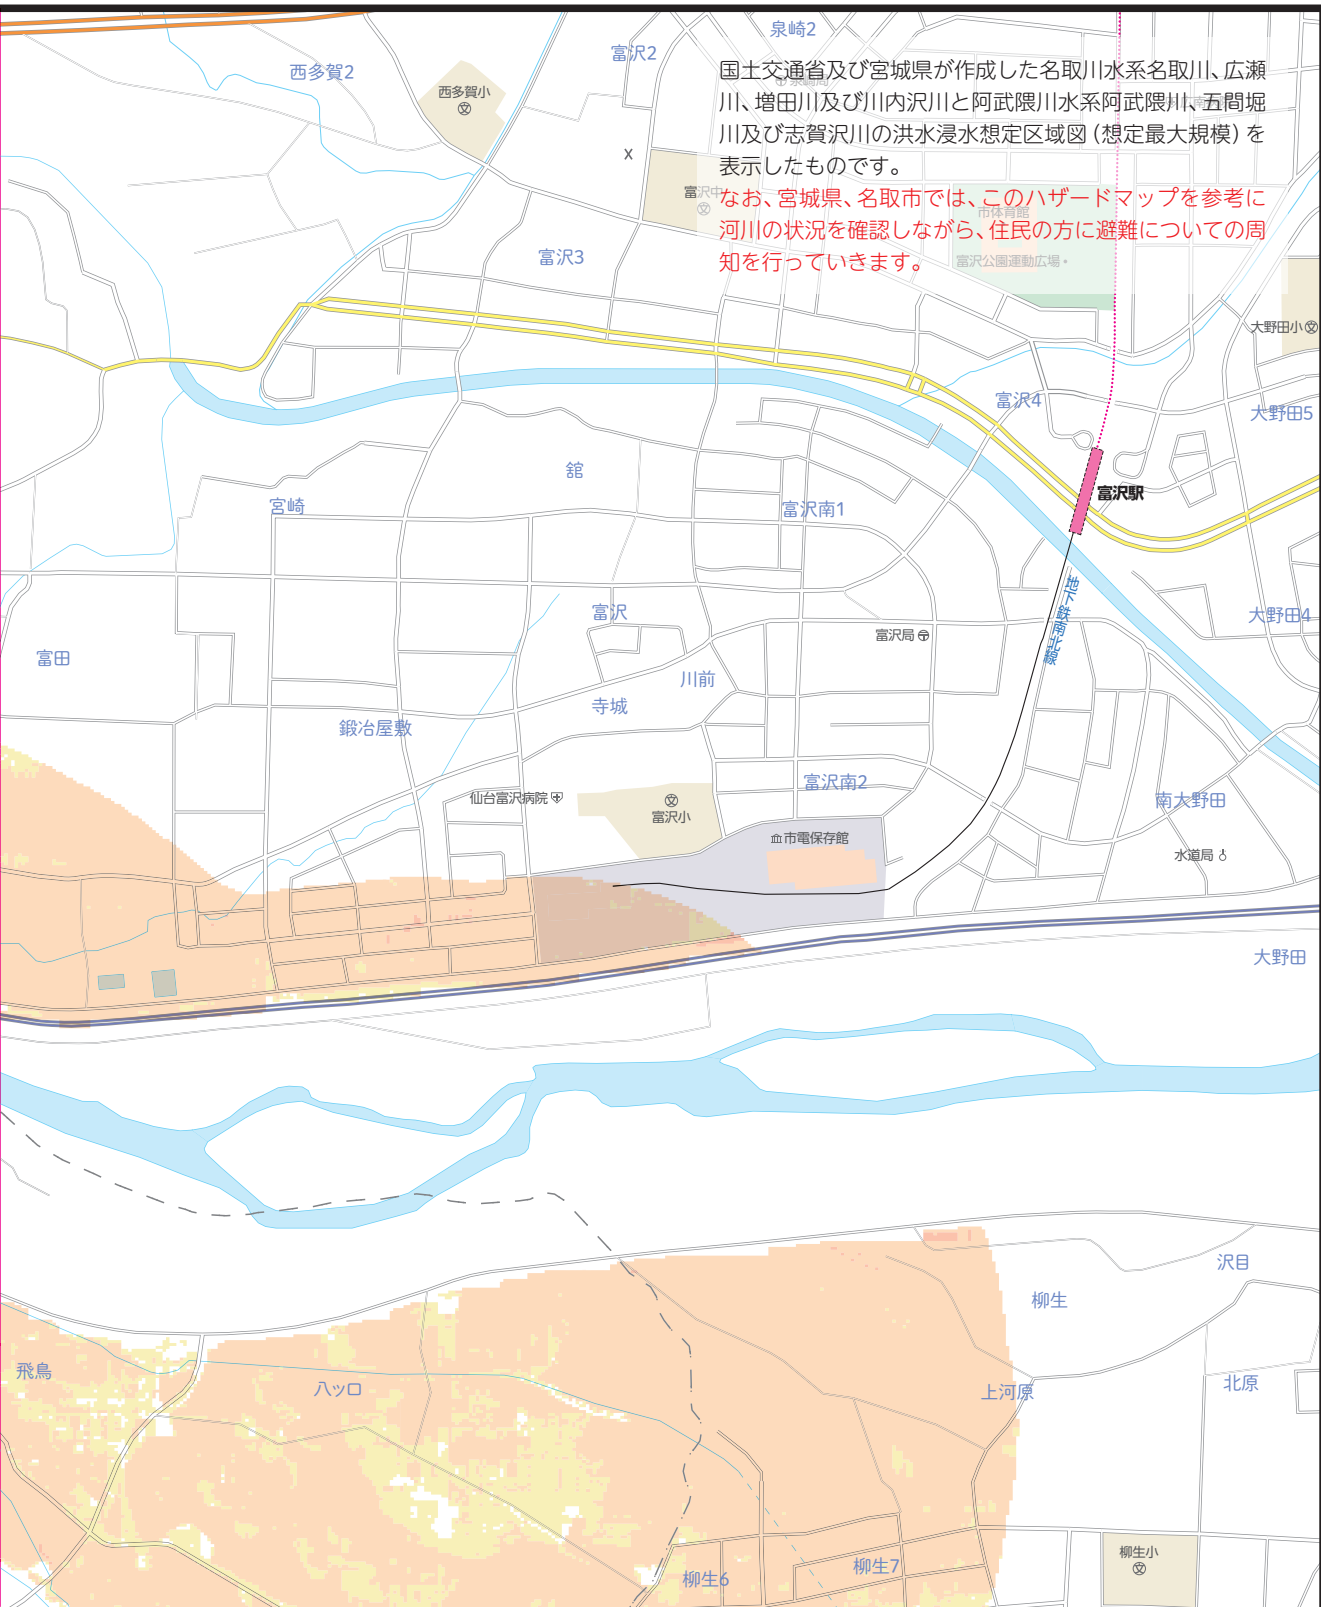 泉崎2
富沢2
西多賀2
国土交通省及び宮城県が作成した名取川水系名取川、広瀬
川、増田川及び川内沢川と阿武隈川水系阿武隈川、五間堀
川及び志賀沢川の洪水浸水想定区域図(想定最大規模)を
表示したものです。
なお、宮城県、名取市では、このハザードマップを参考に
河川の状況を確認しながら、住民の方に避難についての周
知を行っていきます。
泉崎局
西多賀小
富沢中
市体育館
富沢公園運動広場
富沢3
大野田小
富沢4
大野田5
舘
富沢駅
宮崎
富沢南1
地下鉄南北線
富沢
大野田4
富沢局
富田
川前
寺城
鍛冶屋敷
富沢南2
仙台富沢病院
南大野田
富沢小
市電保存館
水道局
大野田
沢目
柳生
飛鳥
八ッ口
上河原
北原
柳生小
柳生7
柳生6